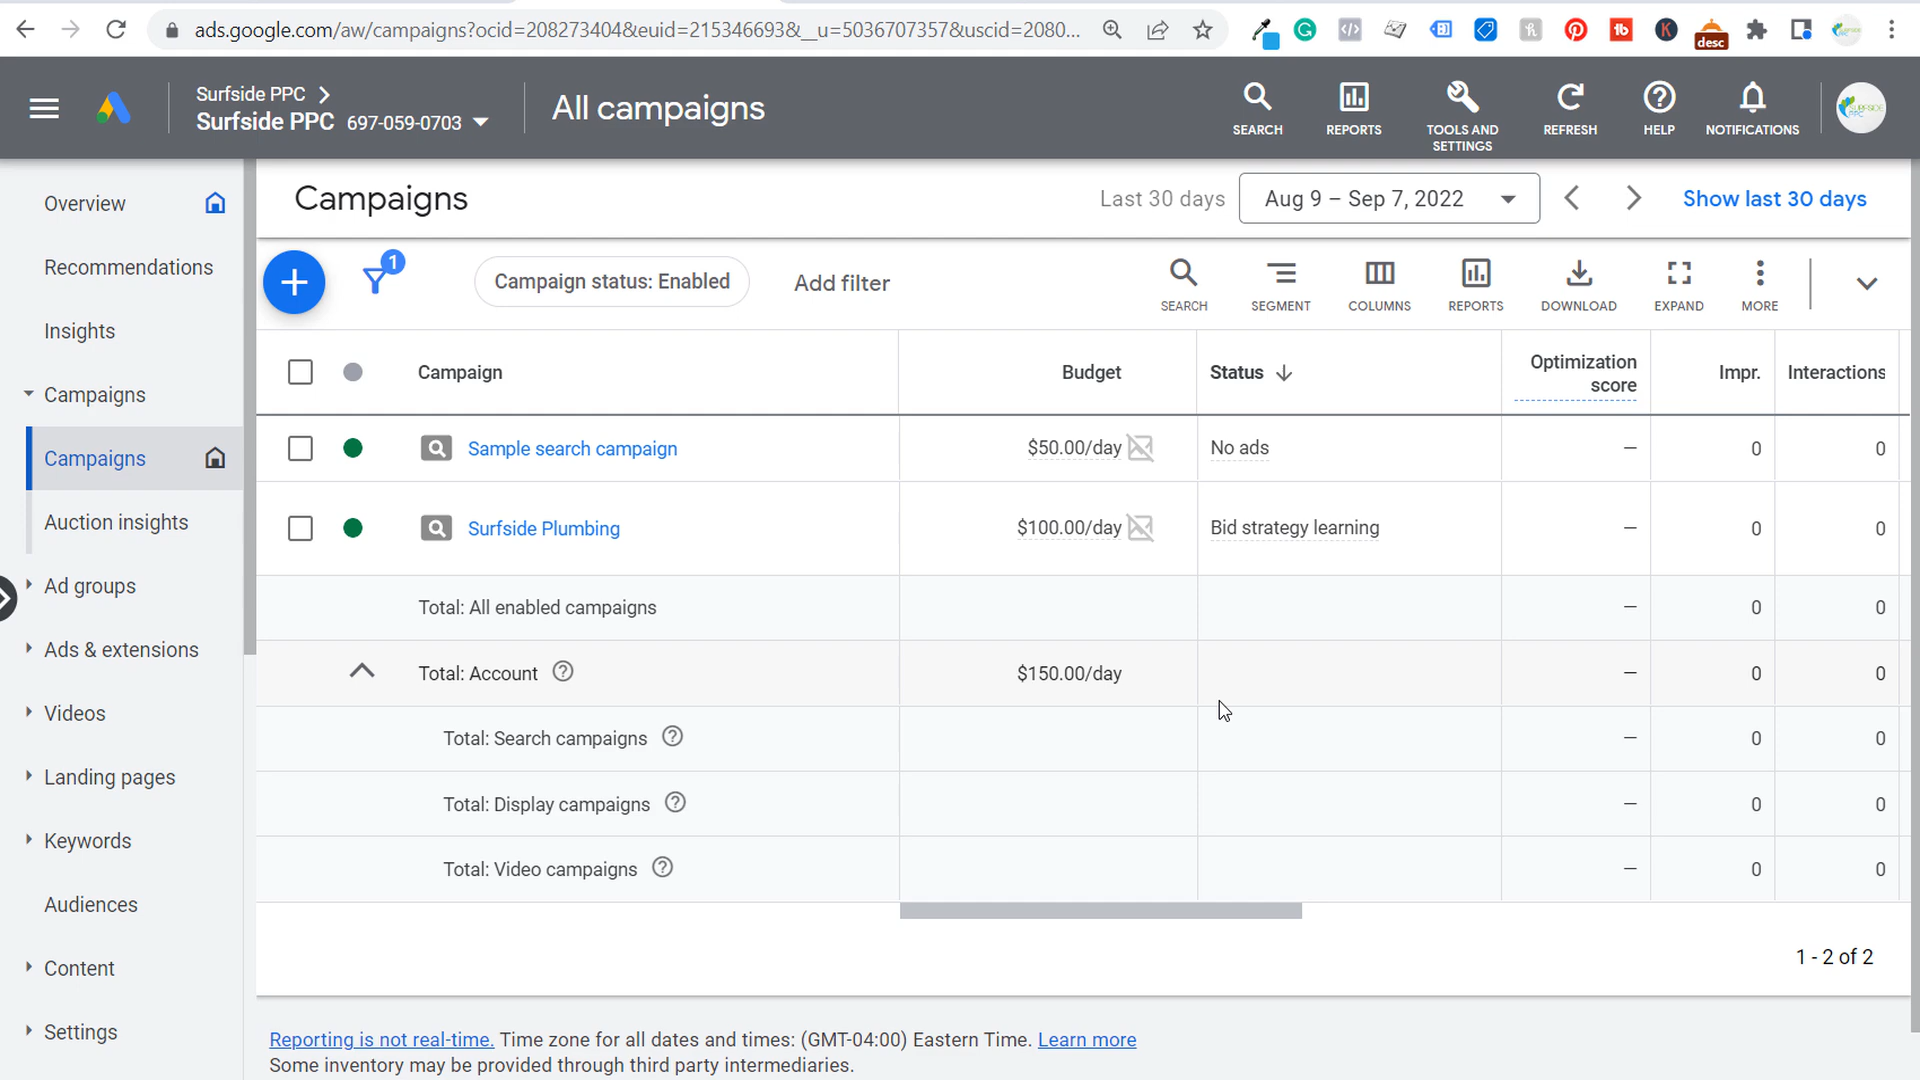 ads.google.com/aw/campaigns?ocid=208273404&euid=215346693&__u=5036707357&uscid=2080...
desc
Surfside PPC
Surfside PPC 697-059-0703
All campaigns
SEARCH
REPORTS
TOOLS AND
SETTINGS
REFRESH
HELP
NOTIFICATIONS
Overview
Recommendations
Insights
Campaigns
Campaigns
Auction insights
Ad groups
Ads & extensions
Videos
Landing pages
Keywords
Audiences
Content
Settings
Campaigns
Last 30 days
Aug 9 – Sep 7, 2022
Show last 30 days
1
Campaign status: Enabled
Add filter
SEARCH
SEGMENT
COLUMNS
REPORTS
DOWNLOAD
EXPAND
MORE
Campaign Budget Status Optimization score Impr. Interactions
Sample search campaign $50.00/day No ads — 0 0
Surfside Plumbing $100.00/day Bid strategy learning — 0 0
Total: All enabled campaigns — 0 0
Total: Account $150.00/day — 0 0
Total: Search campaigns — 0 0
Total: Display campaigns — 0 0
Total: Video campaigns — 0 0
1 - 2 of 2
Reporting is not real-time. Time zone for all dates and times: (GMT-04:00) Eastern Time. Learn more
Some inventory may be provided through third party intermediaries.